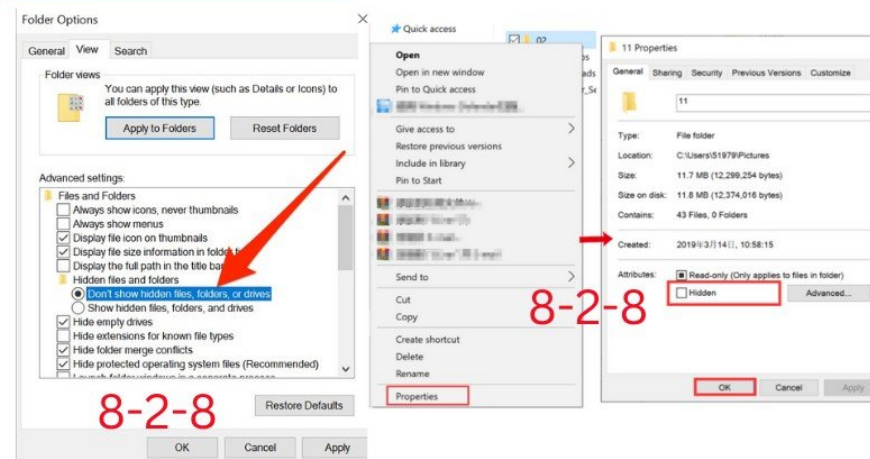 Folder Options
General View Search
Folder views
You can apply this view (such as Details or Icons) to
all folders of this type.
Apply to Folders Reset Folders
Advanced settings:
Files and Folders
Always show icons, never thumbnails
Always show menus
Display file icon on thumbnails
Display file size information in folder
Display the full path in the title bar
Hidden files and folders
Don't show hidden files, folders, or drives
Show hidden files, folders, and drives
Hide empty drives
Hide extensions for known file types
Hide folder merge conflicts
Hide protected operating system files (Recommended)
Launch folder windows in a separate process
8-2-8
Restore Defaults
OK Cancel Apply
Quick access
02
Open
Open in new window
Pin to Quick access
Give access to
Restore previous versions
Include in library
Pin to Start
Send to
8-2-8
Cut
Copy
Create shortcut
Delete
Rename
Properties
11 Properties
General Sharing Security Previous Versions Customize
11
Type: File folder
Location: C:\Users\51979\Pictures
Size: 11.7 MB (12,299,254 bytes)
Size on disk: 11.8 MB (12,374,016 bytes)
Contains: 43 Files, 0 Folders
Created: 2019年3月14日, 10:58:15
Attributes: Read-only (Only applies to files in folder)
Hidden Advanced...
OK Cancel Apply